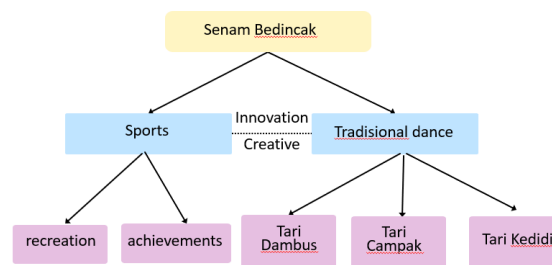 Senam Bedincak
Innovation
Sports
Tradisional dance
Creative
recreation
achievements
Tari
Dambus
Tari
Campak
Tari Kedidi